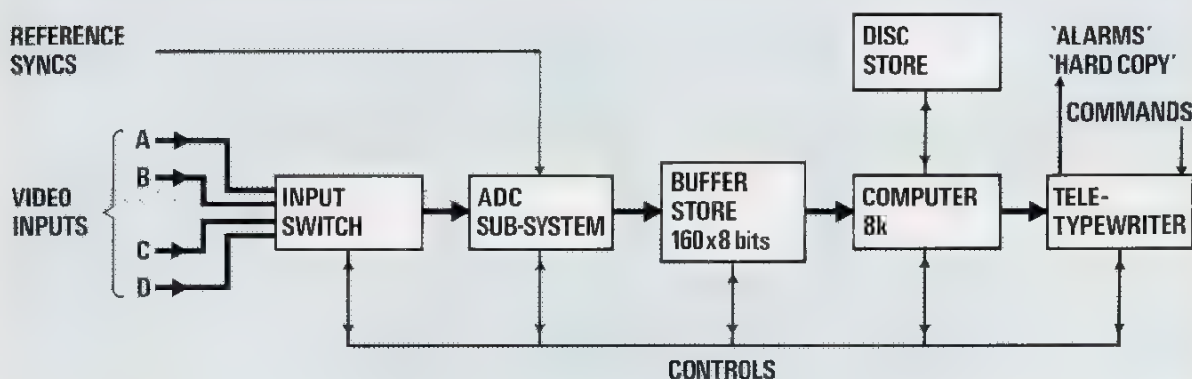 REFERENCE
SYNCS
VIDEO
INPUTS
A
B
C
D
INPUT
SWITCH
ADC
SUB-SYSTEM
BUFFER
STORE
160x8 bits
DISC
STORE
COMPUTER
8k
'ALARMS'
'HARD COPY'
COMMANDS
TELE-
TYPEWRITER
CONTROLS